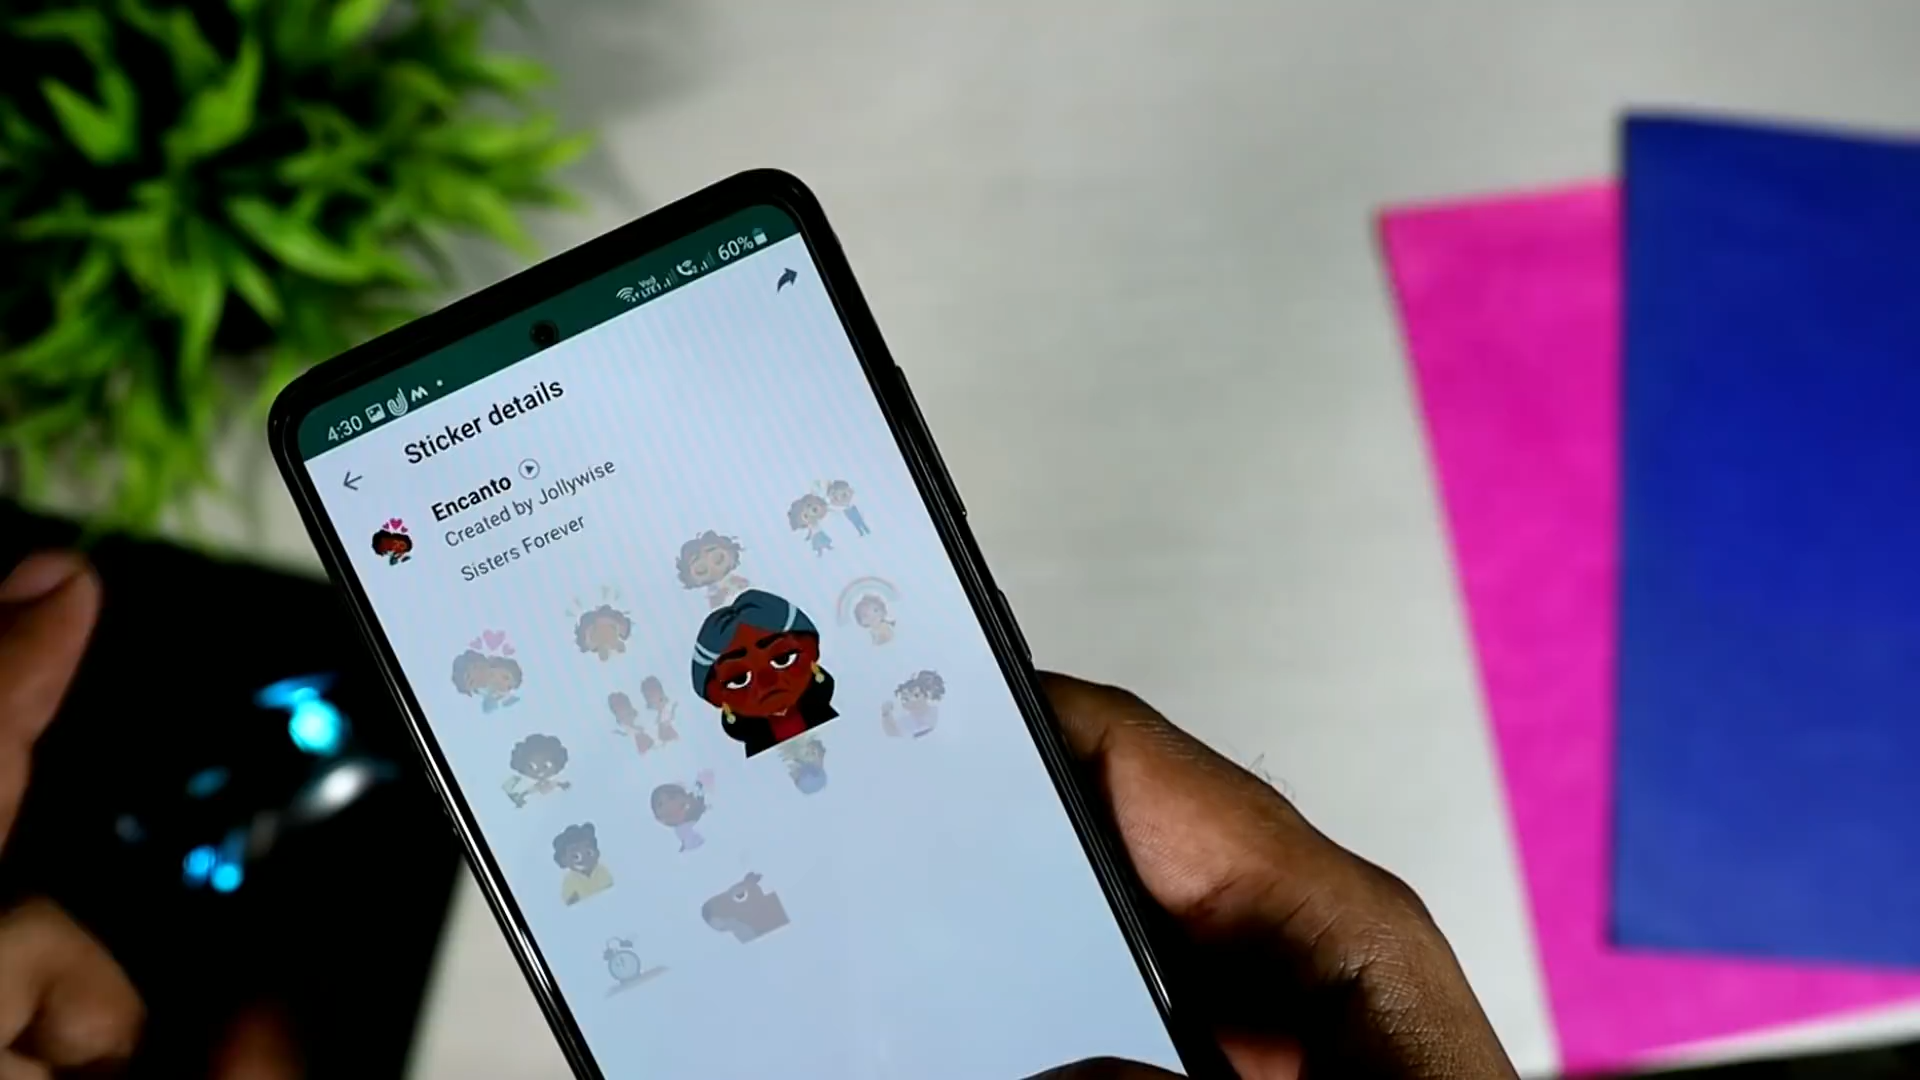 4:30
60%
Sticker details
Encanto
Created by Jollywise
Sisters Forever